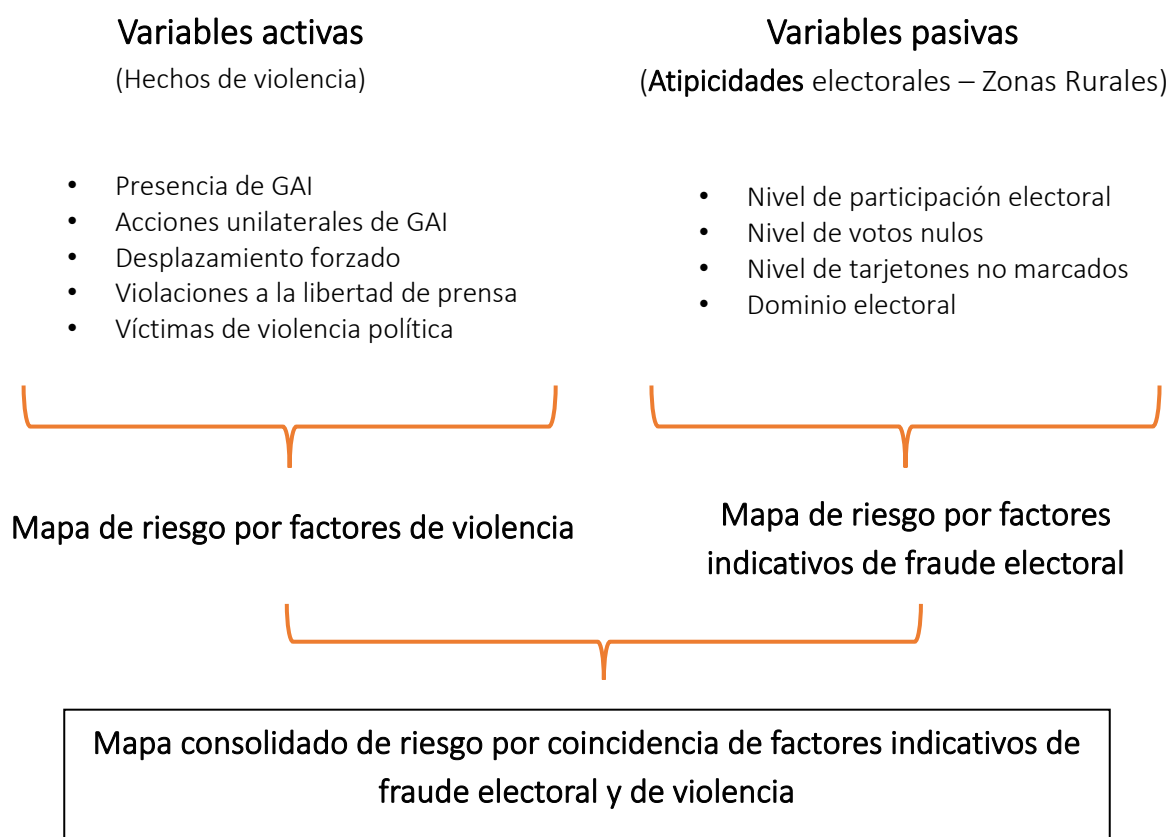 Variables activas
(Hechos de violencia)
• Presencia de GAI
• Acciones unilaterales de GAI
• Desplazamiento forzado
• Violaciones a la libertad de prensa
• Víctimas de violencia política
Variables pasivas
(Atipicidades electorales – Zonas Rurales)
• Nivel de participación electoral
• Nivel de votos nulos
• Nivel de tarjetones no marcados
• Dominio electoral
Mapa de riesgo por factores de violencia
Mapa de riesgo por factores
indicativos de fraude electoral
Mapa consolidado de riesgo por coincidencia de factores indicativos de
fraude electoral y de violencia